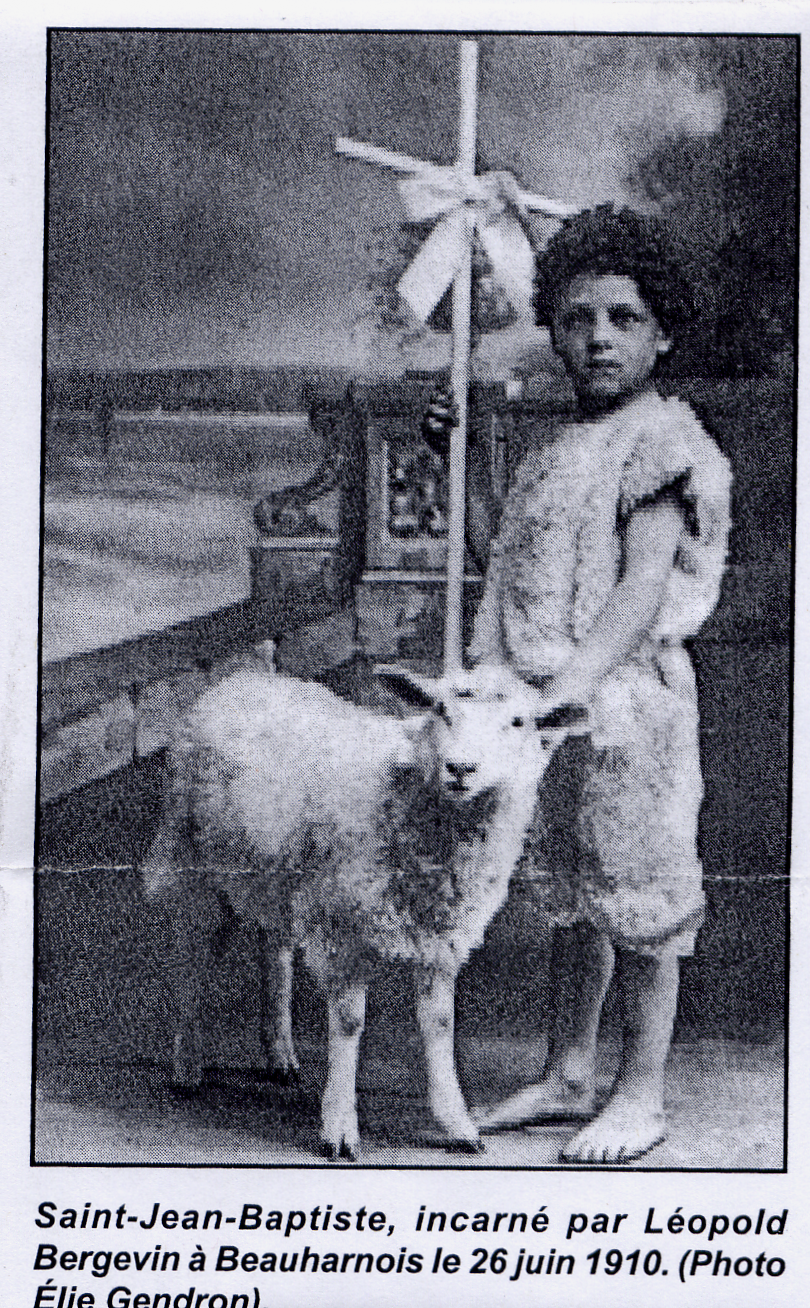 Saint-Jean-Baptiste, incarné par Léopold
Bergevin à Beauharnois le 26 juin 1910. (Photo
Élie Gendron).